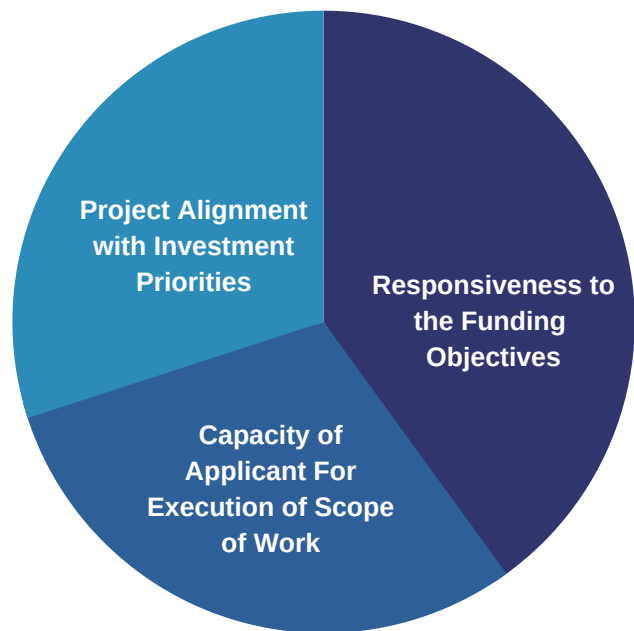 Project Alignment
with Investment
Priorities
Responsiveness to
the Funding
Objectives
Capacity of
Applicant For
Execution of Scope
of Work